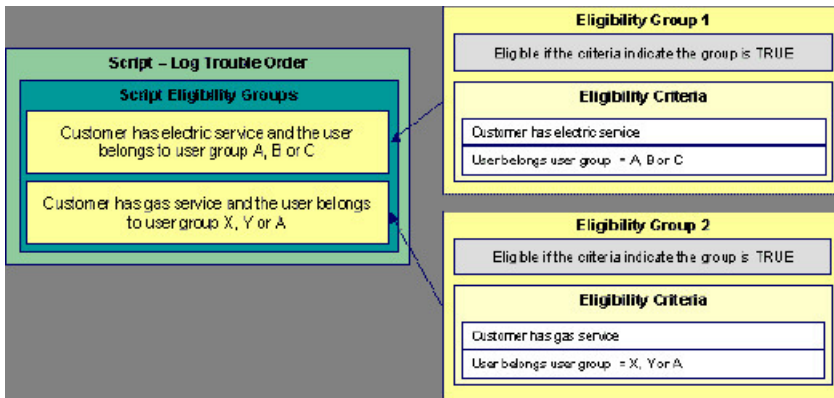 Script – Log Trouble Order
Script Eligibility Groups
Customer has electric service and the user
belongs to user group A, B or C
Customer has gas service and the user belongs
to user group X, Y or A
Eligibility Group 1
Eligible if the criteria indicate the group is TRUE
Eligibility Criteria
Customer has electric service
User belongs user group = A, B or C
Eligibility Group 2
Eligible if the criteria indicate the group is TRUE
Eligibility Criteria
Customer has gas service
User belongs user group = X, Y or A